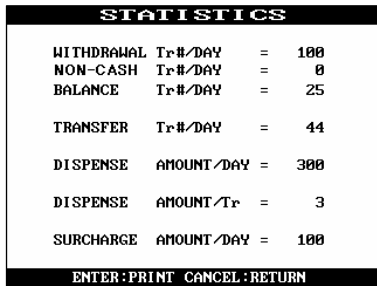 STATISTICS
WITHDRAWAL Tr#/DAY = 100
NON-CASH Tr#/DAY = 0
BALANCE Tr#/DAY = 25
TRANSFER Tr#/DAY = 44
DISPENSE AMOUNT/DAY = 300
DISPENSE AMOUNT/Tr = 3
SURCHARGE AMOUNT/DAY = 100
ENTER:PRINT CANCEL:RETURN